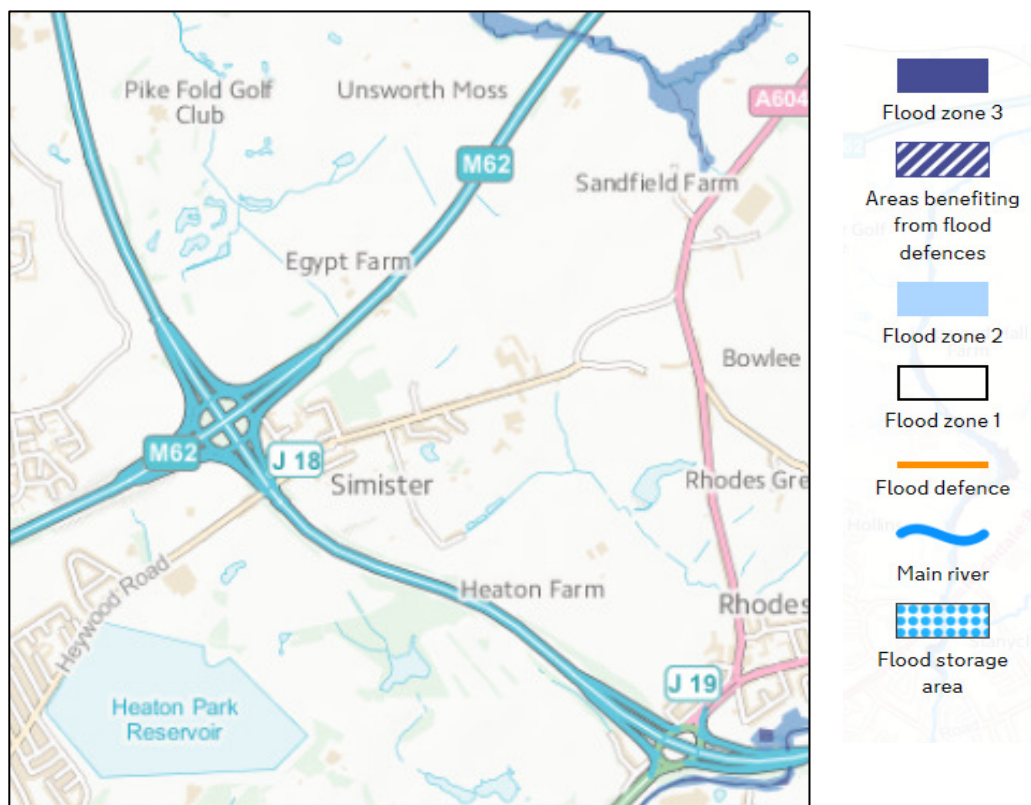 Pike Fold Golf
Club
Unsworth Moss
A604
M62
Sandfield Farm
Egypt Farm
Bowlee
M62
J 18
Simister
Rhodes Gre
Heywood Road
Heaton Farm
Rhodes
J 19
Heaton Park
Reservoir
Flood zone 3
Areas benefiting
from flood
defences
Flood zone 2
Flood zone 1
Flood defence
Main river
Flood storage
area